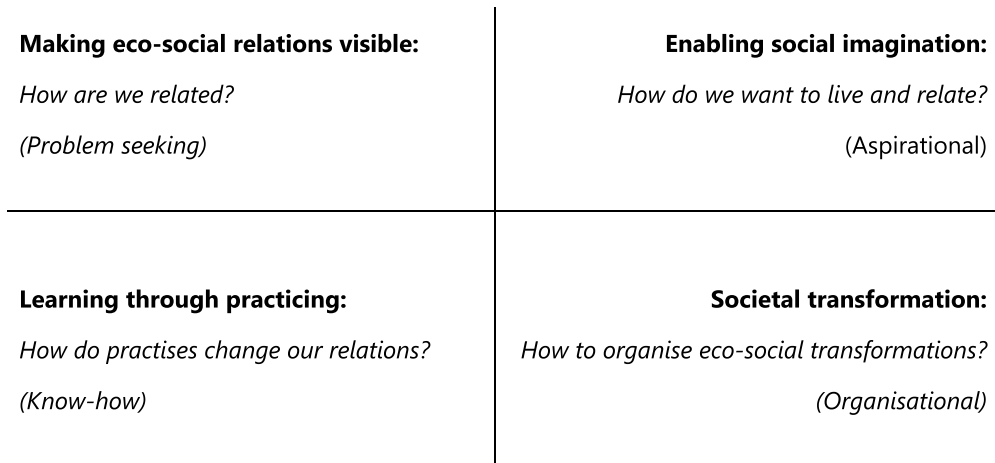 Making eco-social relations visible:
How are we related?
(Problem seeking)
Enabling social imagination:
How do we want to live and relate?
(Aspirational)
Learning through practicing:
How do practises change our relations?
(Know-how)
Societal transformation:
How to organise eco-social transformations?
(Organisational)